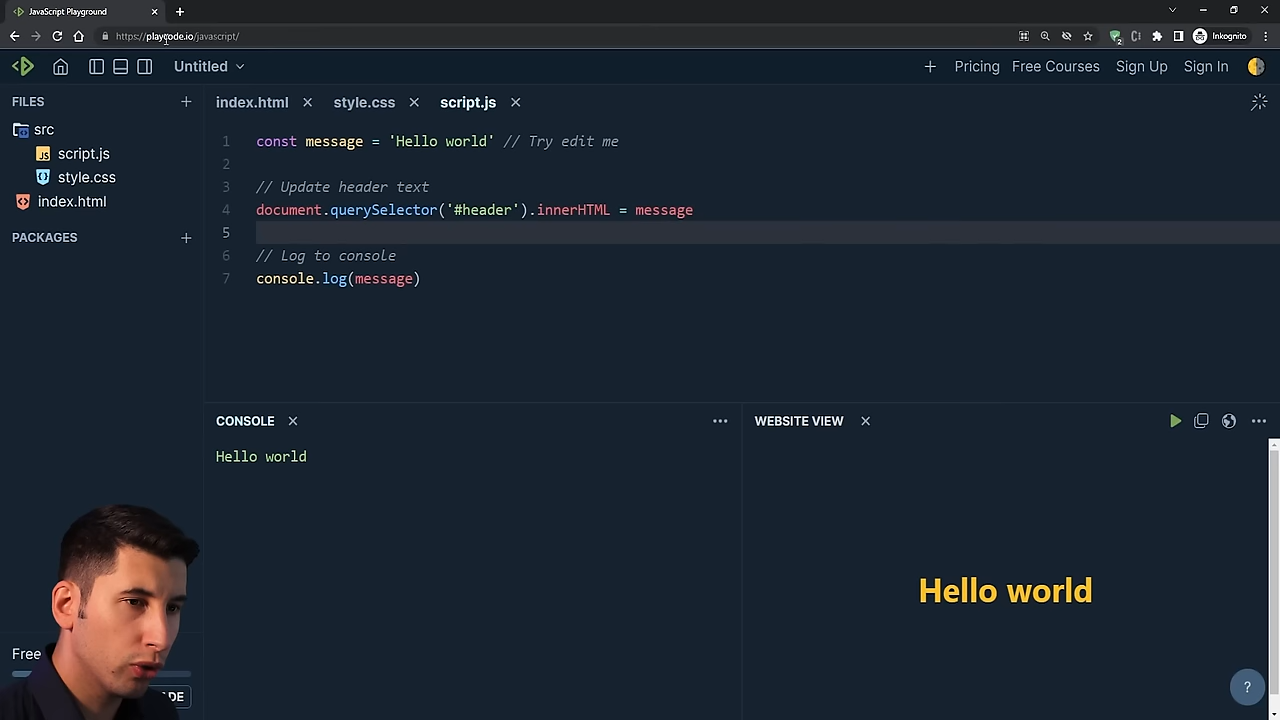 JavaScript Playground
https://playcode.io/javascript/
Inkognito
Untitled
Pricing
Free Courses
Sign Up
Sign In
FILES
src
script.js
style.css
index.html
PACKAGES
index.html
style.css
script.js
1 const message = 'Hello world' // Try edit me
2
3 // Update header text
4 document.querySelector('#header').innerHTML = message
5
6 // Log to console
7 console.log(message)
CONSOLE
Hello world
WEBSITE VIEW
Hello world
Free
?